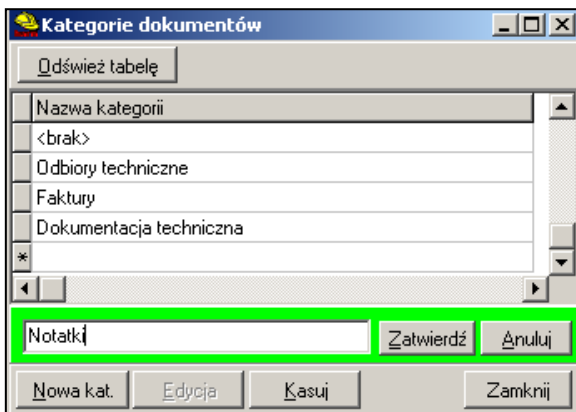 Kategorie dokumentów
Odśwież tabelę
Nazwa kategorii
<brak>
Odbiory techniczne
Faktury
Dokumentacja techniczna
*
Notatki Zatwierdź Anuluj
Nowa kat. Edycja Kasuj Zamknij